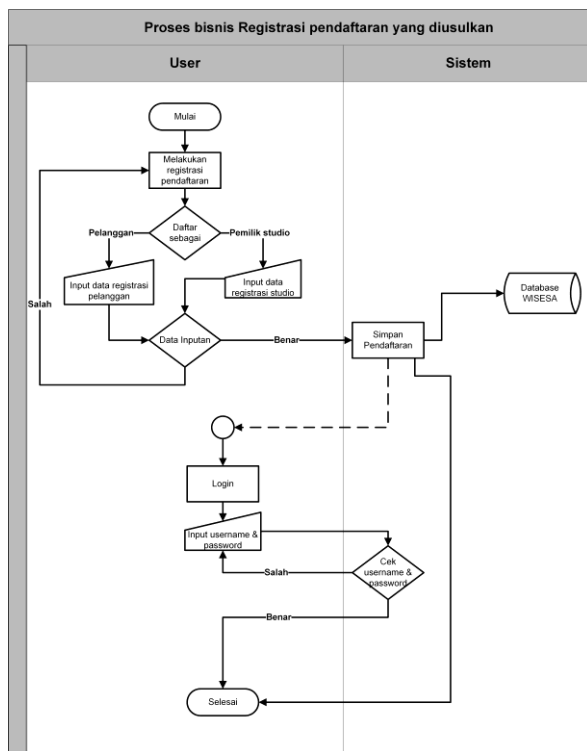 Proses bisnis Registrasi pendaftaran yang diusulkan
User
Sistem
Mulai
Melakukan
registrasi
pendaftaran
Daftar
sebagai
Pelanggan
Pemilik studio
Input data registrasi
pelanggan
Input data
registrasi studio
Salah
Data Inputan
Benar
Simpan
Pendaftaran
Database
WISESA
Login
Input username &
password
Cek
username &
password
Salah
Benar
Selesai